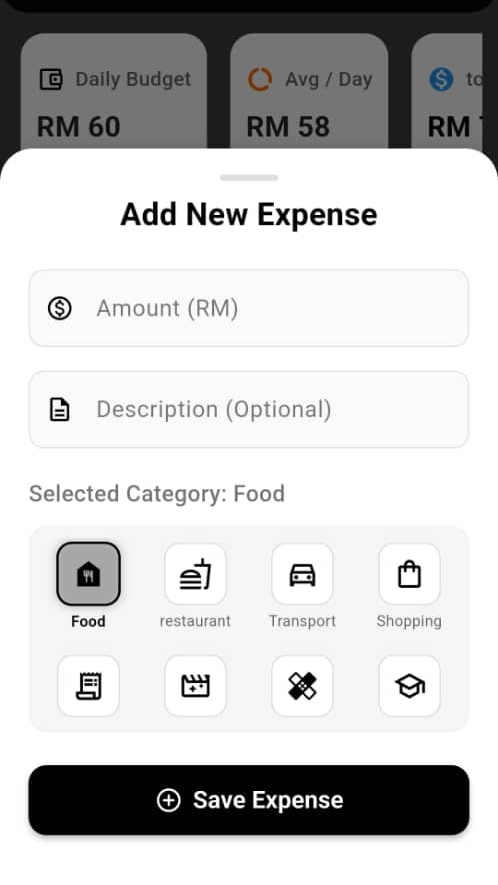 Daily Budget
Avg / Day
to
RM 60
RM 58
RM
Add New Expense
Amount (RM)
Description (Optional)
Selected Category: Food
Food
restaurant
Transport
Shopping
Save Expense